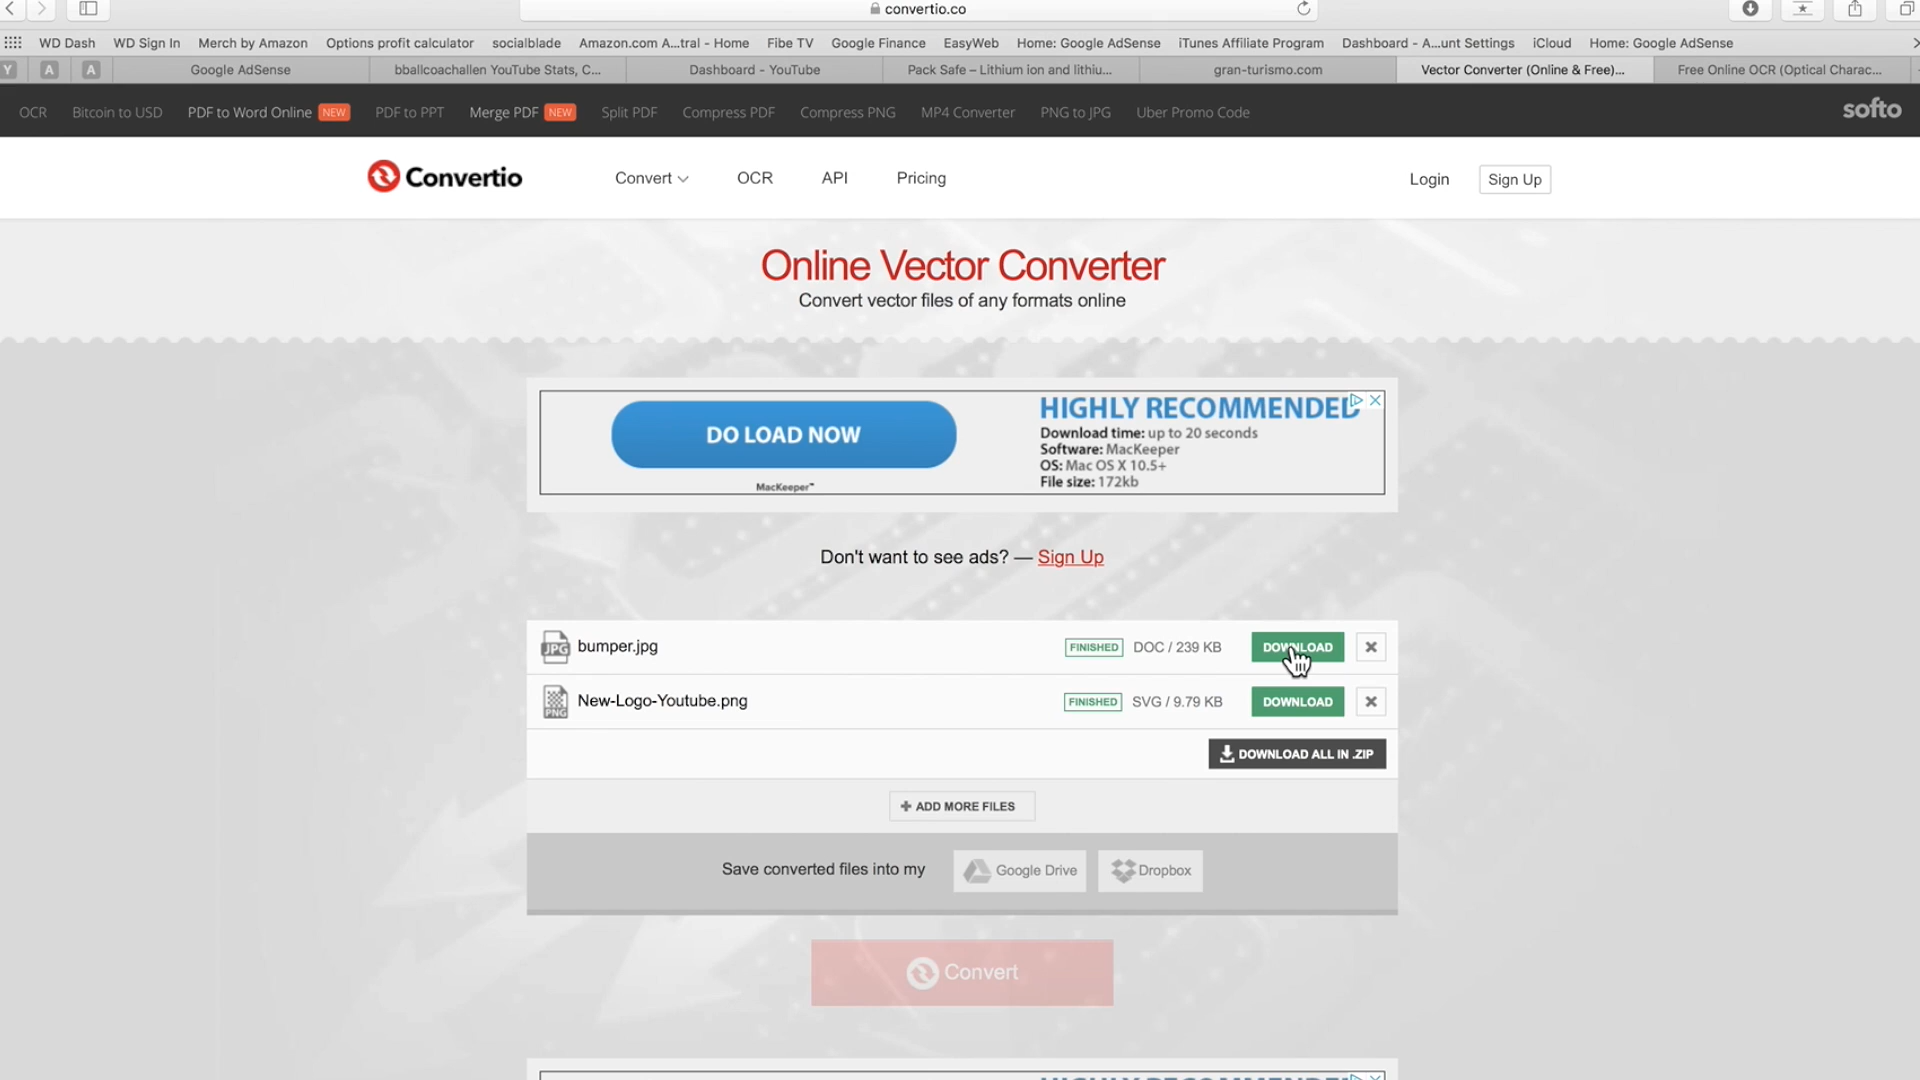 convertio.co
WD Dash WD Sign In Merch by Amazon Options profit calculator socialblade Amazon.com A...tral - Home Fibe TV Google Finance EasyWeb Home: Google AdSense iTunes Affiliate Program Dashboard - A...unt Settings iCloud Home: Google AdSense
Y A A Google AdSense bballcoachallen YouTube Stats, C... Dashboard - YouTube Pack Safe – Lithium ion and lithiu... gran-turismo.com Vector Converter (Online & Free)... Free Online OCR (Optical Charac...
OCR Bitcoin to USD PDF to Word Online NEW PDF to PPT Merge PDF NEW Split PDF Compress PDF Compress PNG MP4 Converter PNG to JPG Uber Promo Code softo
Convertio Convert OCR API Pricing Login Sign Up
Online Vector Converter
Convert vector files of any formats online
DO LOAD NOW
MacKeeper™
HIGHLY RECOMMENDED
Download time: up to 20 seconds
Software: MacKeeper
OS: Mac OS X 10.5+
File size: 172kb
Don't want to see ads? — Sign Up
JPG bumper.jpg FINISHED DOC / 239 KB DOWNLOAD
PNG New-Logo-Youtube.png FINISHED SVG / 9.79 KB DOWNLOAD
DOWNLOAD ALL IN .ZIP
ADD MORE FILES
Save converted files into my Google Drive Dropbox
Convert